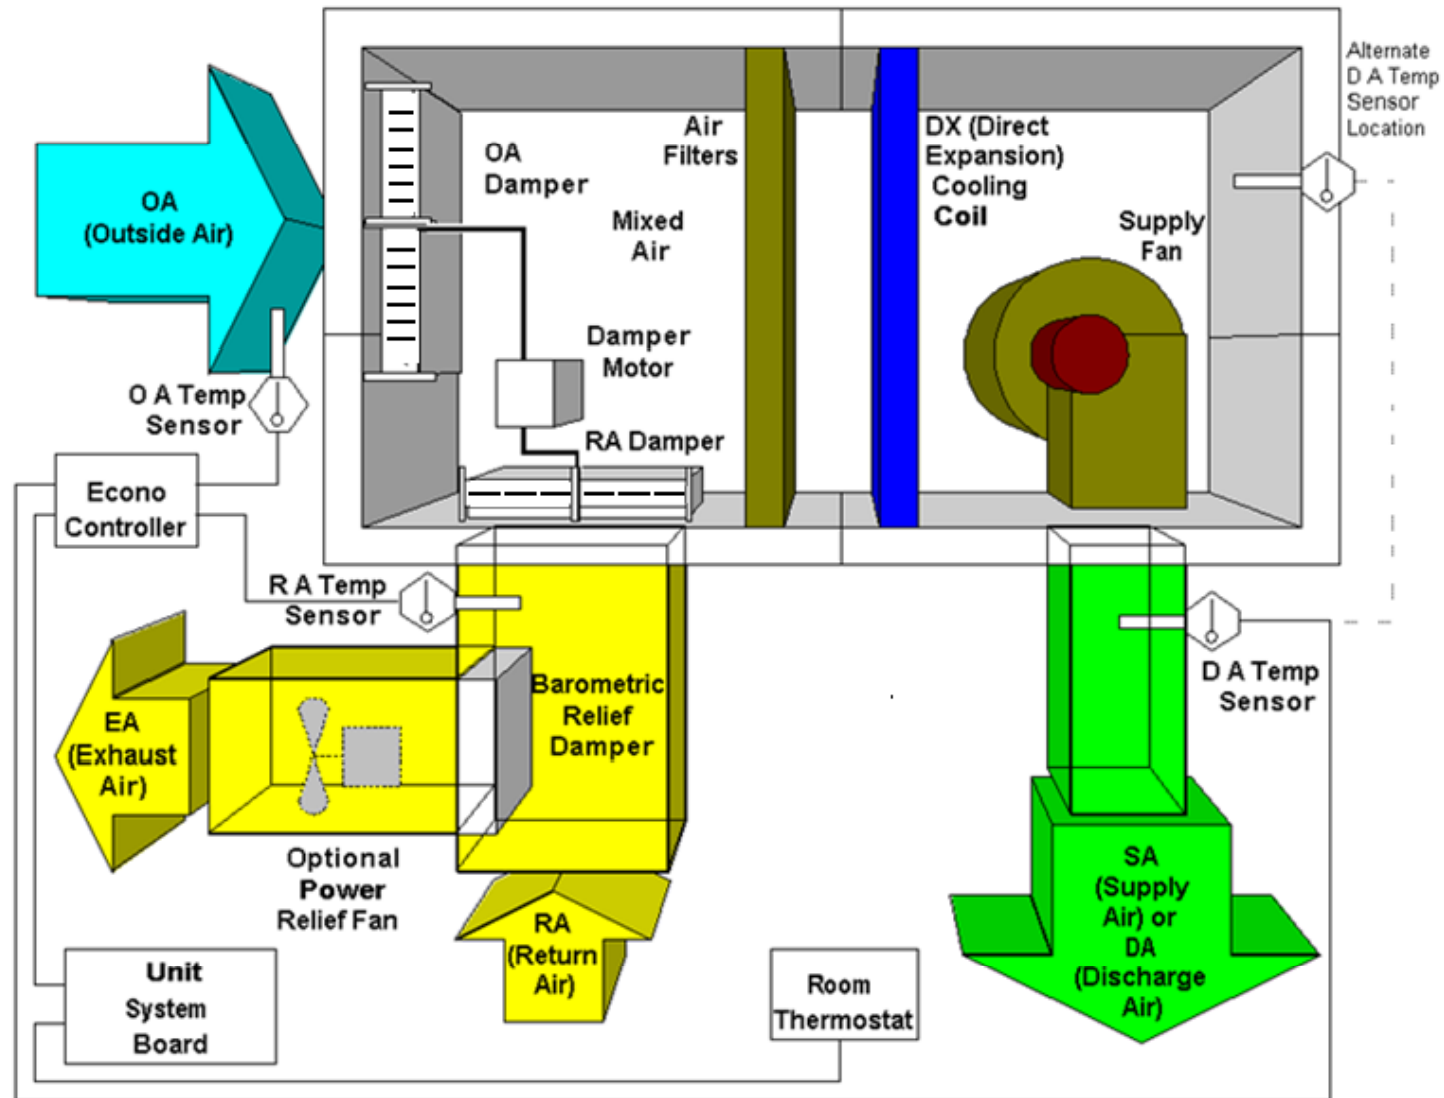 Alternate
D A Temp
Sensor
Location
Air
Filters
DX (Direct
Expansion)
Cooling
Coil
OA
Damper
OA
(Outside Air)
Mixed
Air
Supply
Fan
Damper
Motor
O A Temp
Sensor
RA Damper
Econo
Controller
R A Temp
Sensor
D A Temp
Sensor
Barometric
Relief
Damper
EA
(Exhaust
Air)
Optional
Power
Relief Fan
SA
(Supply
Air) or
DA
(Discharge
Air)
RA
(Return
Air)
Unit
System
Board
Room
Thermostat